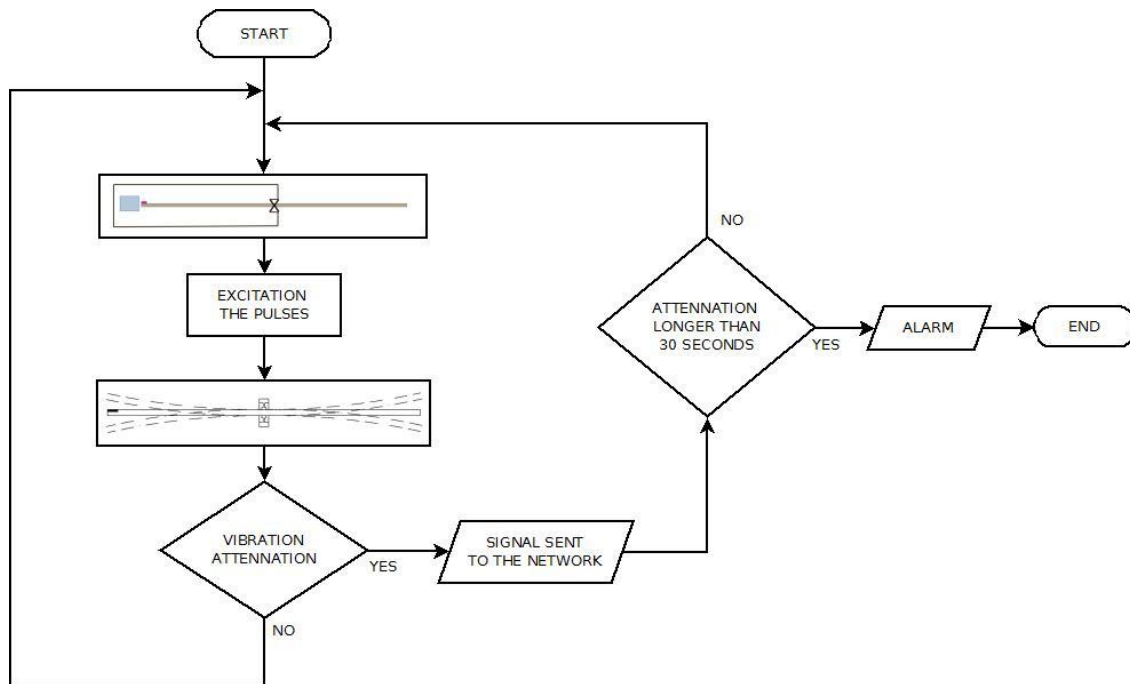 START
EXCITATION
THE PULSES
VIBRATION
ATTENNATION
YES
NO
SIGNAL SENT
TO THE NETWORK
ATTENNATION
LONGER THAN
30 SECONDS
NO
YES
ALARM
END